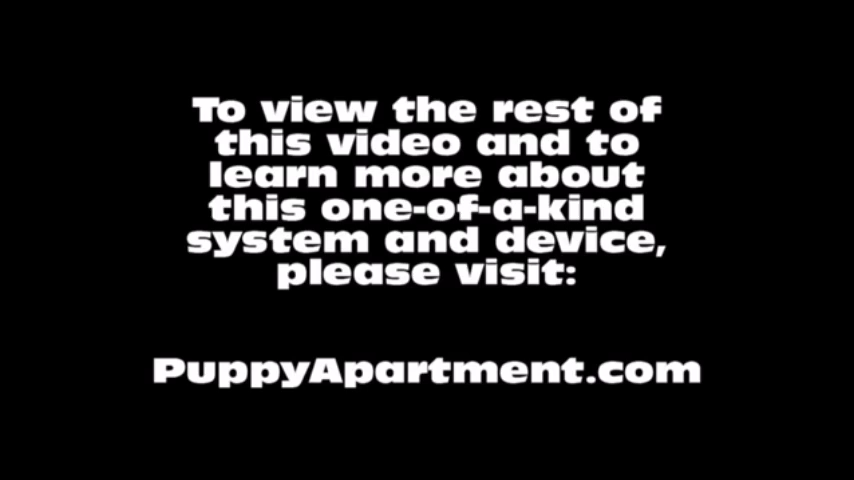 To view the rest of
this video and to
learn more about
this one-of-a-kind
system and device,
please visit:
PuppyApartment.com